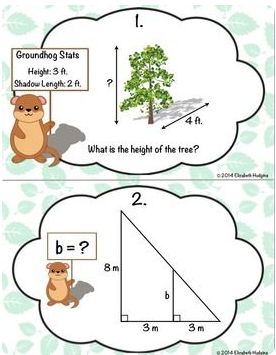 1.
Groundhog Stats
Height: 3 ft.
Shadow Length: 2 ft.
?
4 ft.
What is the height of the tree?
©2014 Elizabeth Hudgins
2.
b = ?
8 m
b
3 m
3 m
©2014 Elizabeth Hudgins